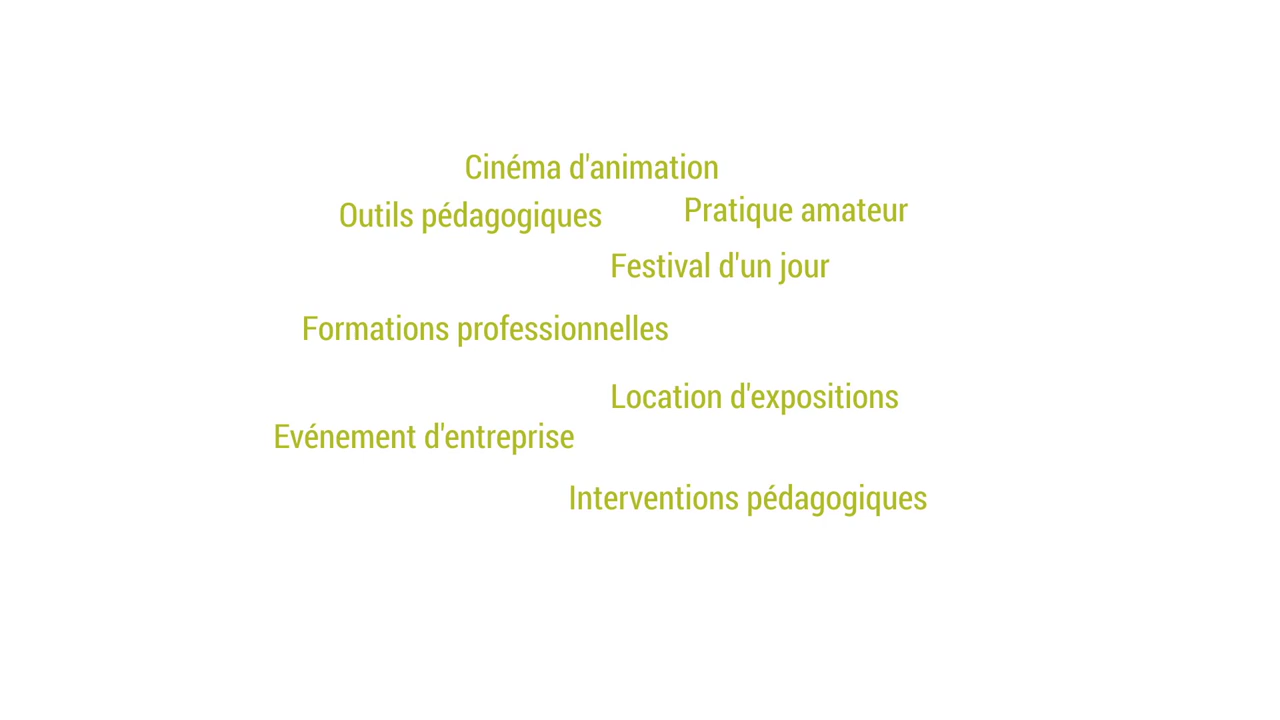 Cinéma d'animation
Outils pédagogiques
Pratique amateur
Festival d'un jour
Formations professionnelles
Location d'expositions
Evénement d'entreprise
Interventions pédagogiques